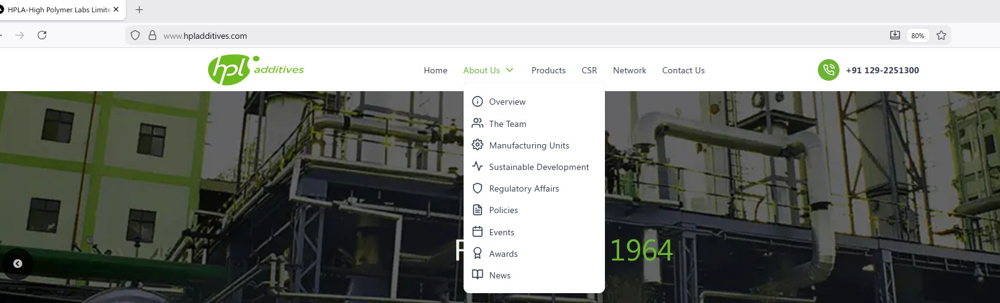 HPLA-High Polymer Labs Limite
www.hpladditives.com
80%
hpl additives
Home About Us Products CSR Network Contact Us
+91 129-2251300
Overview
The Team
Manufacturing Units
Sustainable Development
Regulatory Affairs
Policies
Events
Awards
News
1964